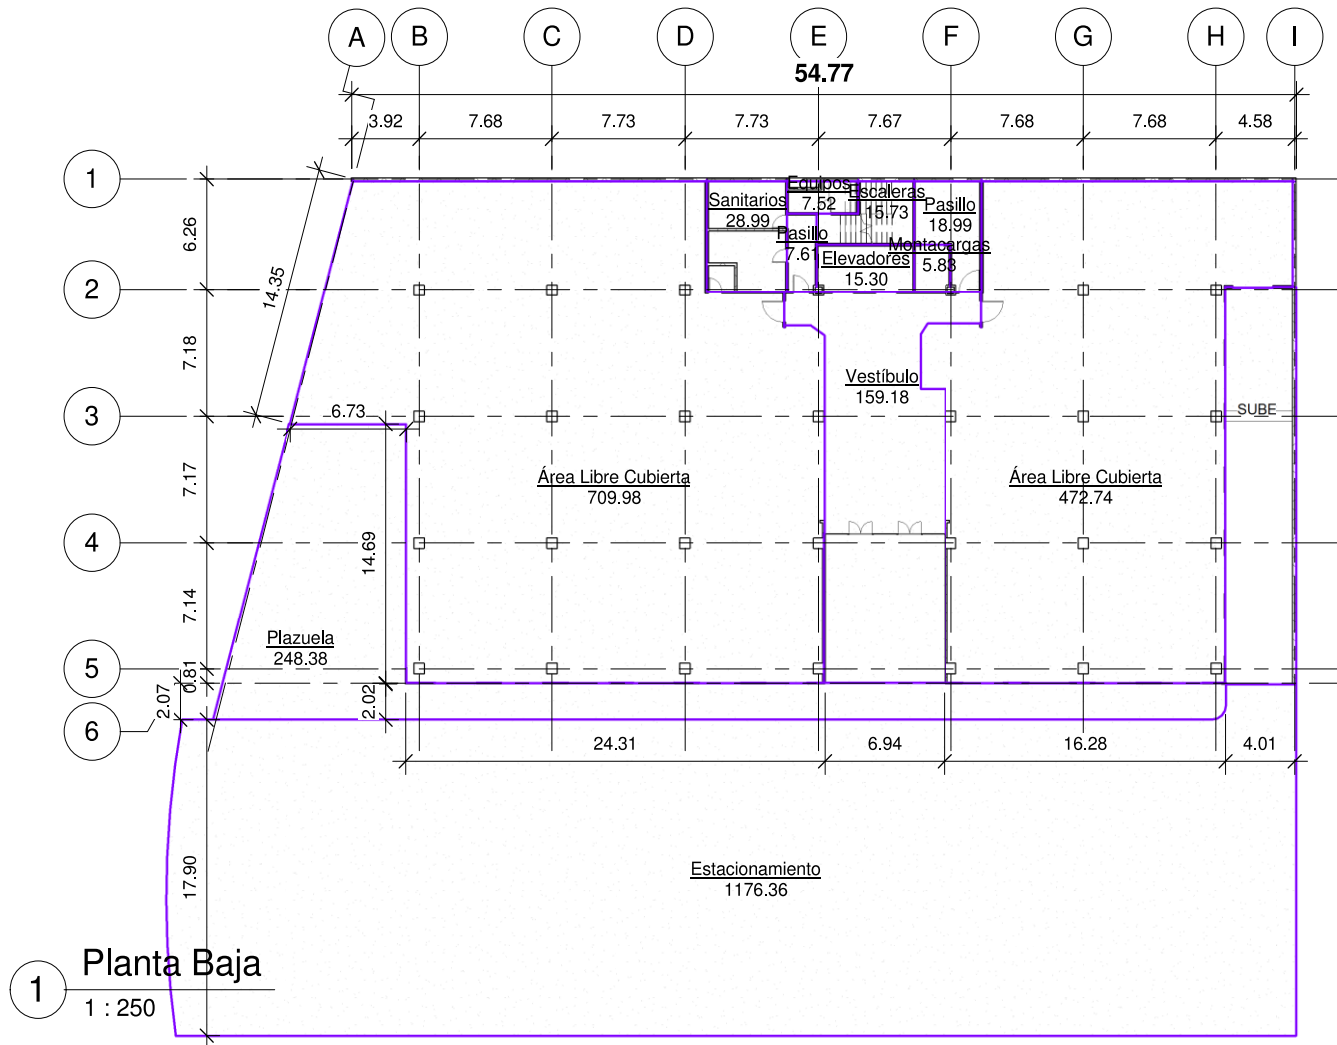 A B C D E F G H I
54.77
3.92 7.68 7.73 7.73 7.67 7.68 7.68 4.58
1
6.26
14.35
2
7.18
3
7.17
4
7.14
5
0.81
2.07
6
17.90
Sanitarios
28.99
Equipos
7.52
Escaleras
15.73
Pasillo
18.99
Pasillo
7.61
Elevadores
15.30
Montacargas
5.83
Vestíbulo
159.18
SUBE
6.73
Área Libre Cubierta
709.98
Área Libre Cubierta
472.74
14.69
Plazuela
248.38
2.02
24.31 6.94 16.28 4.01
Estacionamiento
1176.36
1 Planta Baja
1 : 250